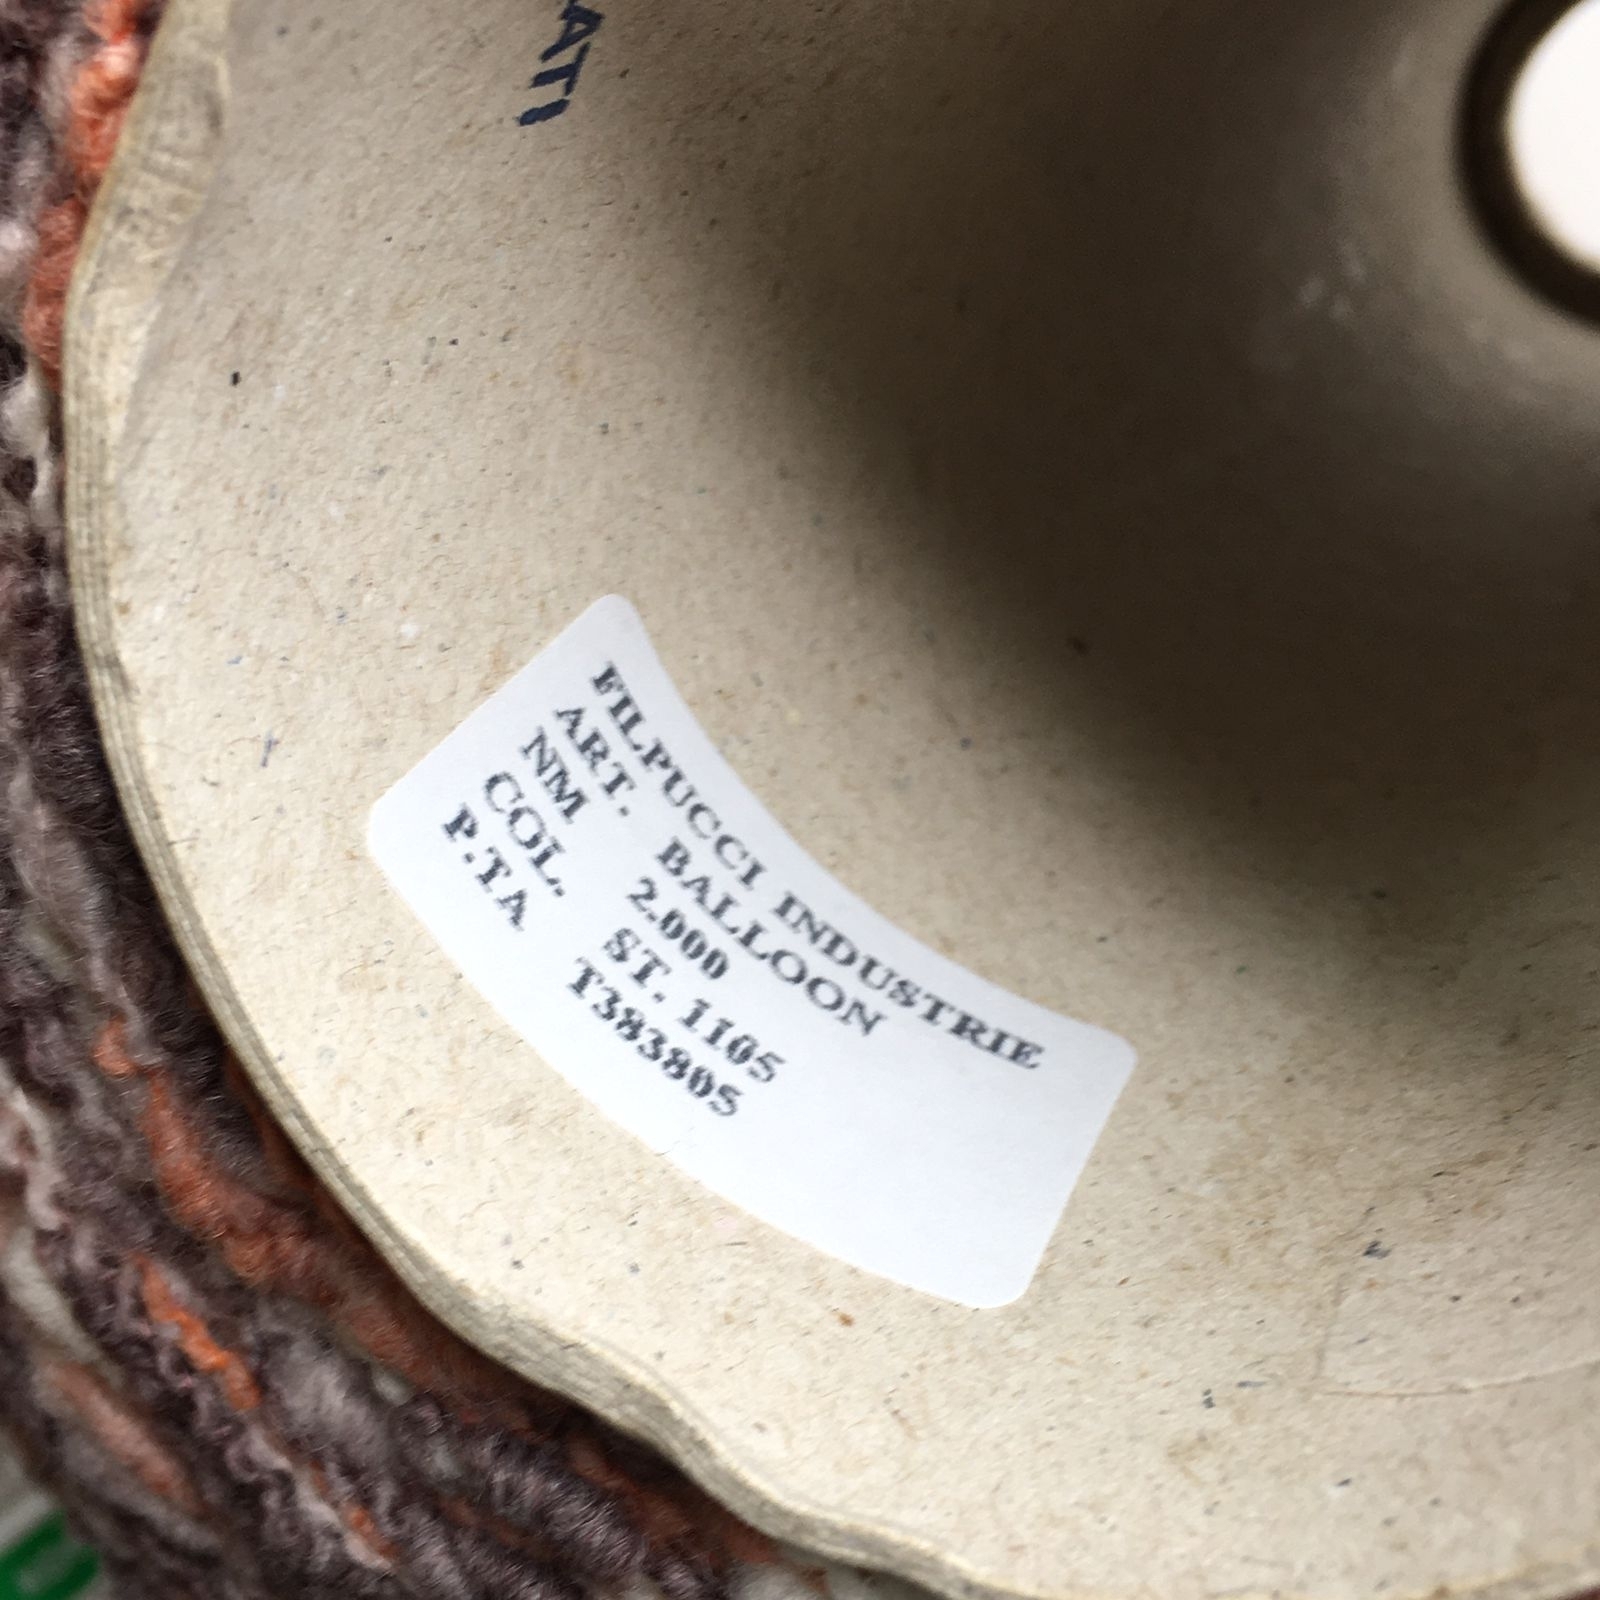 FILPUCCI INDUSTRIE
ART. BALLOON
NM 2.000
COL. ST. 1105
P.TA T383805